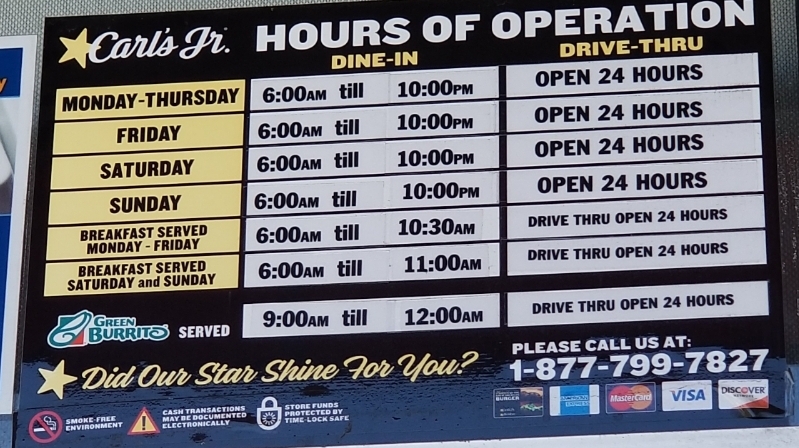 Carl's Jr. HOURS OF OPERATION
DINE-IN DRIVE-THRU
MONDAY-THURSDAY 6:00AM till 10:00PM OPEN 24 HOURS
FRIDAY 6:00AM till 10:00PM OPEN 24 HOURS
SATURDAY 6:00AM till 10:00PM OPEN 24 HOURS
SUNDAY 6:00AM till 10:00PM OPEN 24 HOURS
BREAKFAST SERVED
MONDAY - FRIDAY 6:00AM till 10:30AM DRIVE THRU OPEN 24 HOURS
BREAKFAST SERVED
SATURDAY and SUNDAY 6:00AM till 11:00AM DRIVE THRU OPEN 24 HOURS
GREEN
BURRITO SERVED 9:00AM till 12:00AM DRIVE THRU OPEN 24 HOURS
Did Our Star Shine For You? PLEASE CALL US AT:
1-877-799-7827
SMOKE-FREE
ENVIRONMENT
CASH TRANSACTIONS
MAY BE DOCUMENTED
ELECTRONICALLY
STORE FUNDS
PROTECTED BY
TIME-LOCK SAFE
BURGER
MasterCard
VISA
DISCOVER